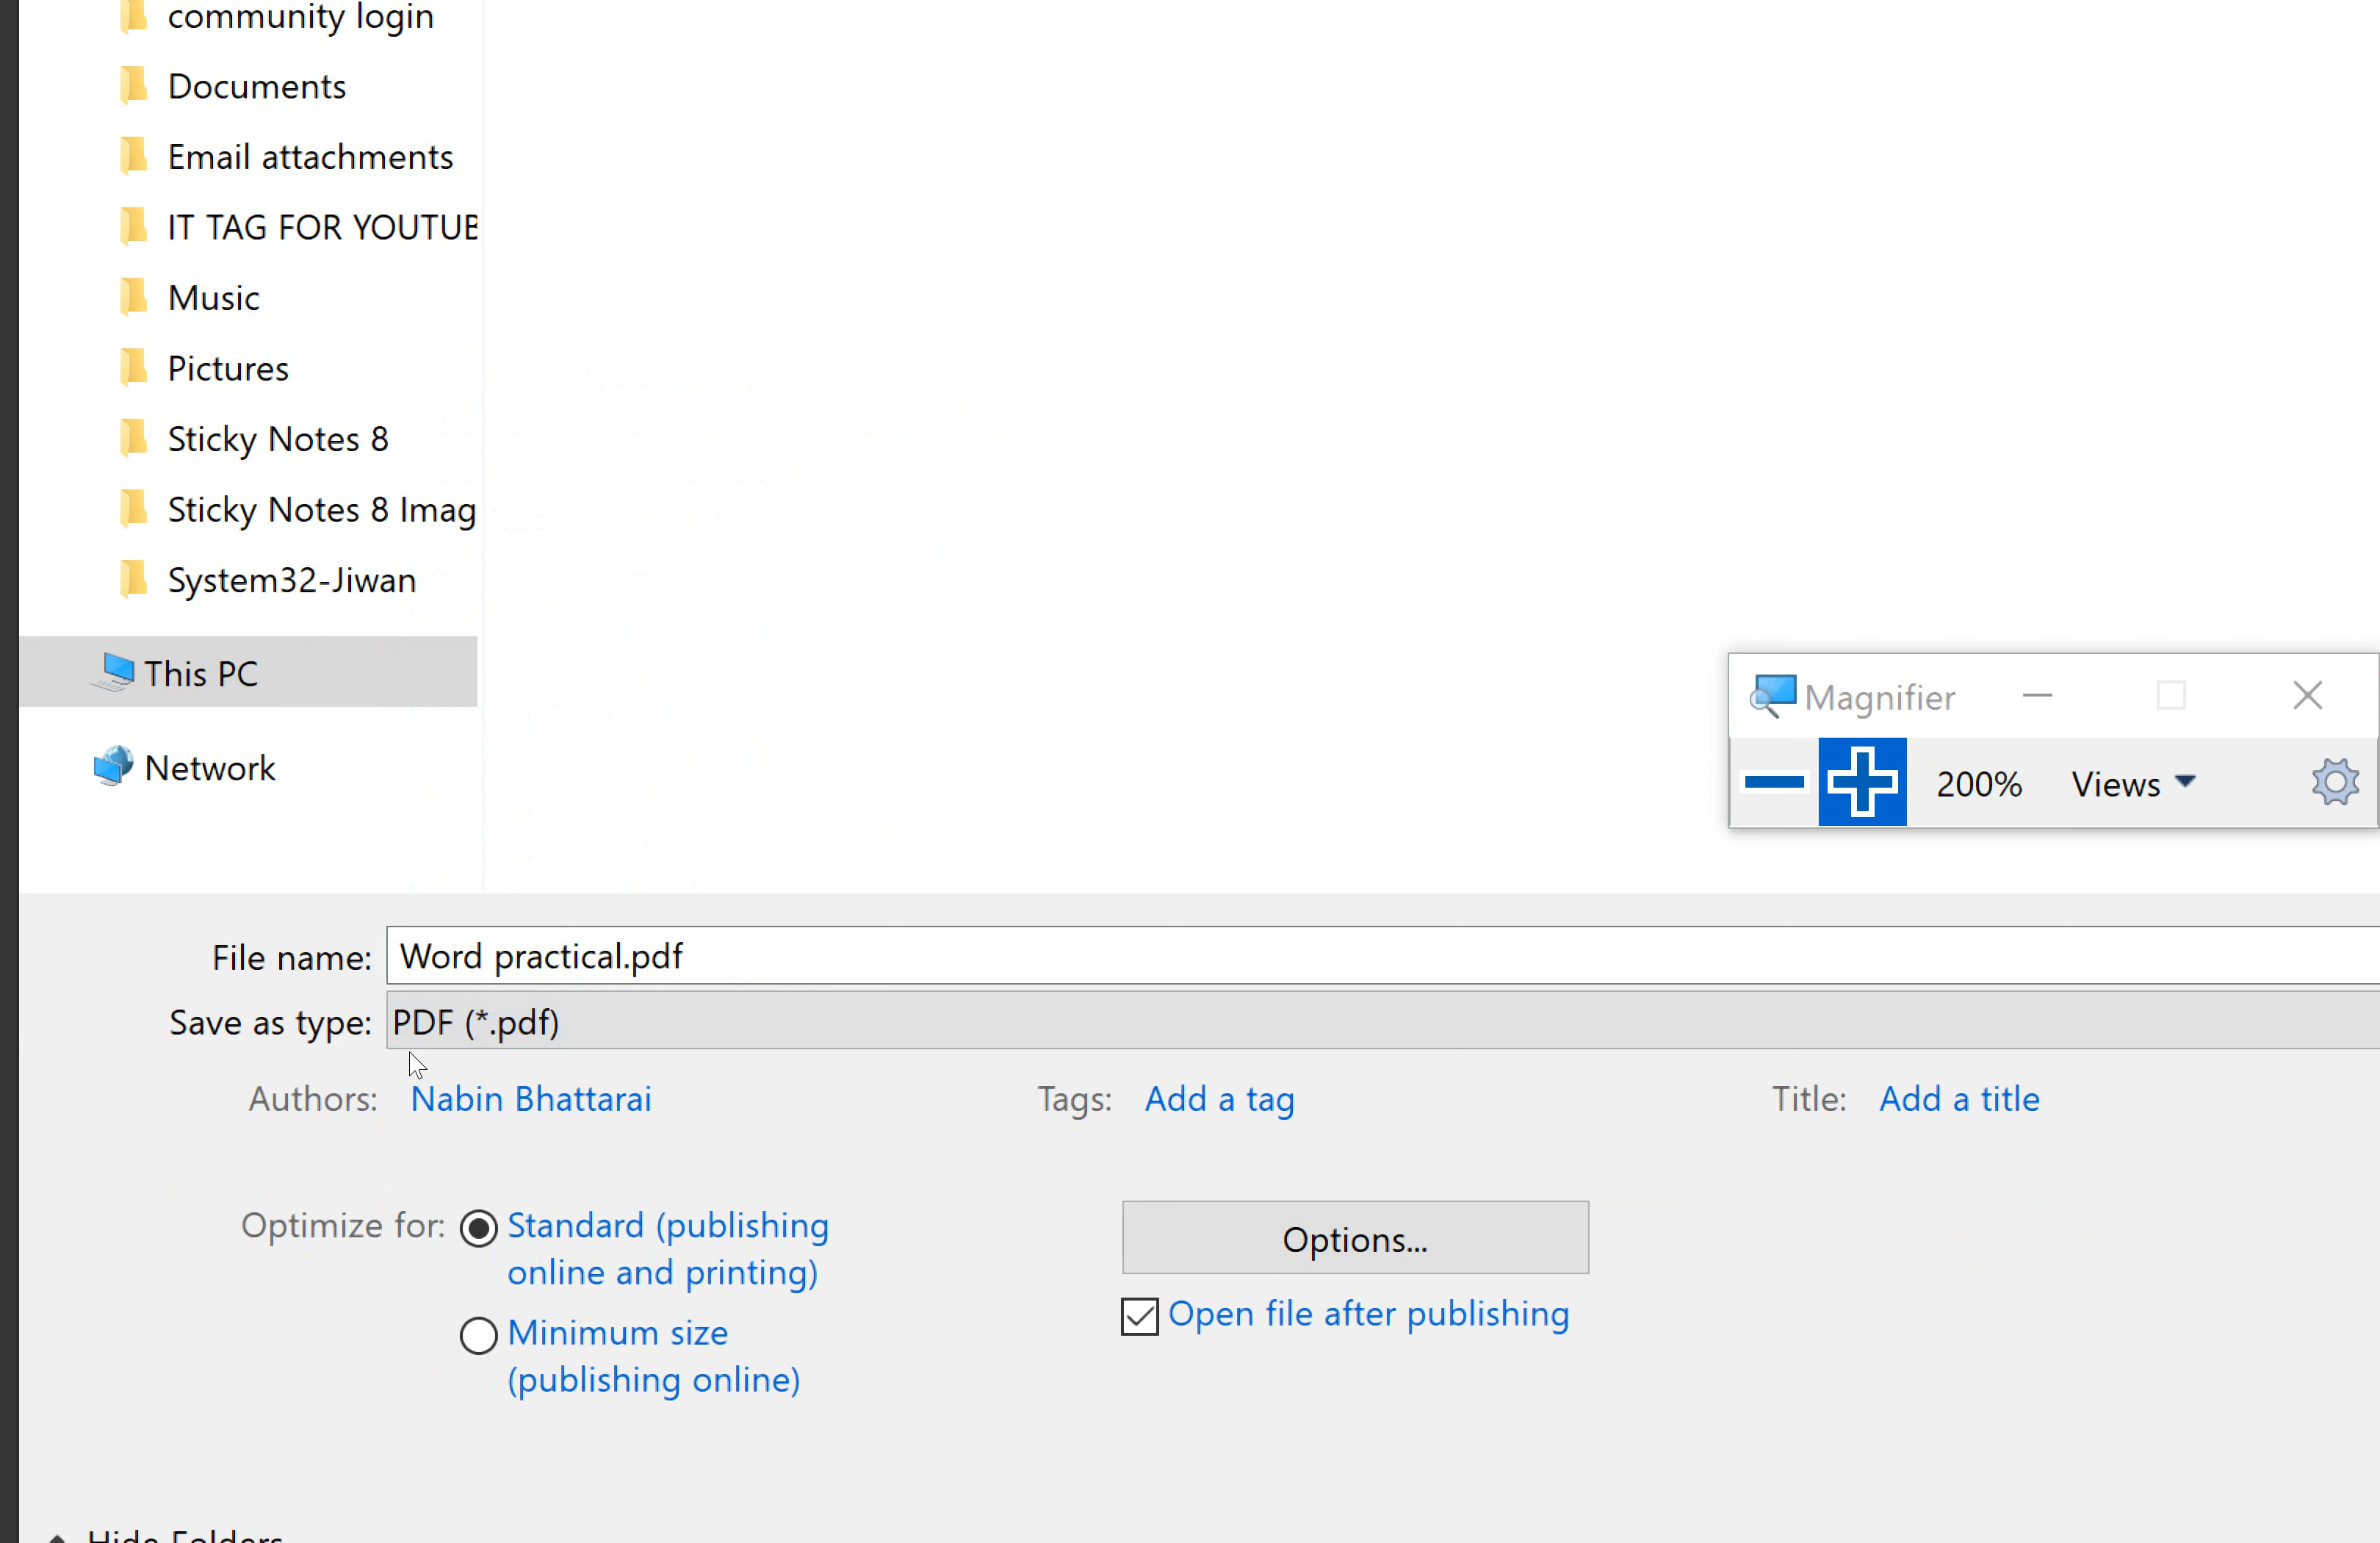 community login
Documents
Email attachments
IT TAG FOR YOUTUB
Music
Pictures
Sticky Notes 8
Sticky Notes 8 Imag
System32-Jiwan
This PC
Network
Magnifier
200% Views
File name: Word practical.pdf
Save as type: PDF (*.pdf)
Authors: Nabin Bhattarai Tags: Add a tag Title: Add a title
Optimize for: Standard (publishing
online and printing)
Minimum size
(publishing online)
Options...
Open file after publishing
Hide Folders